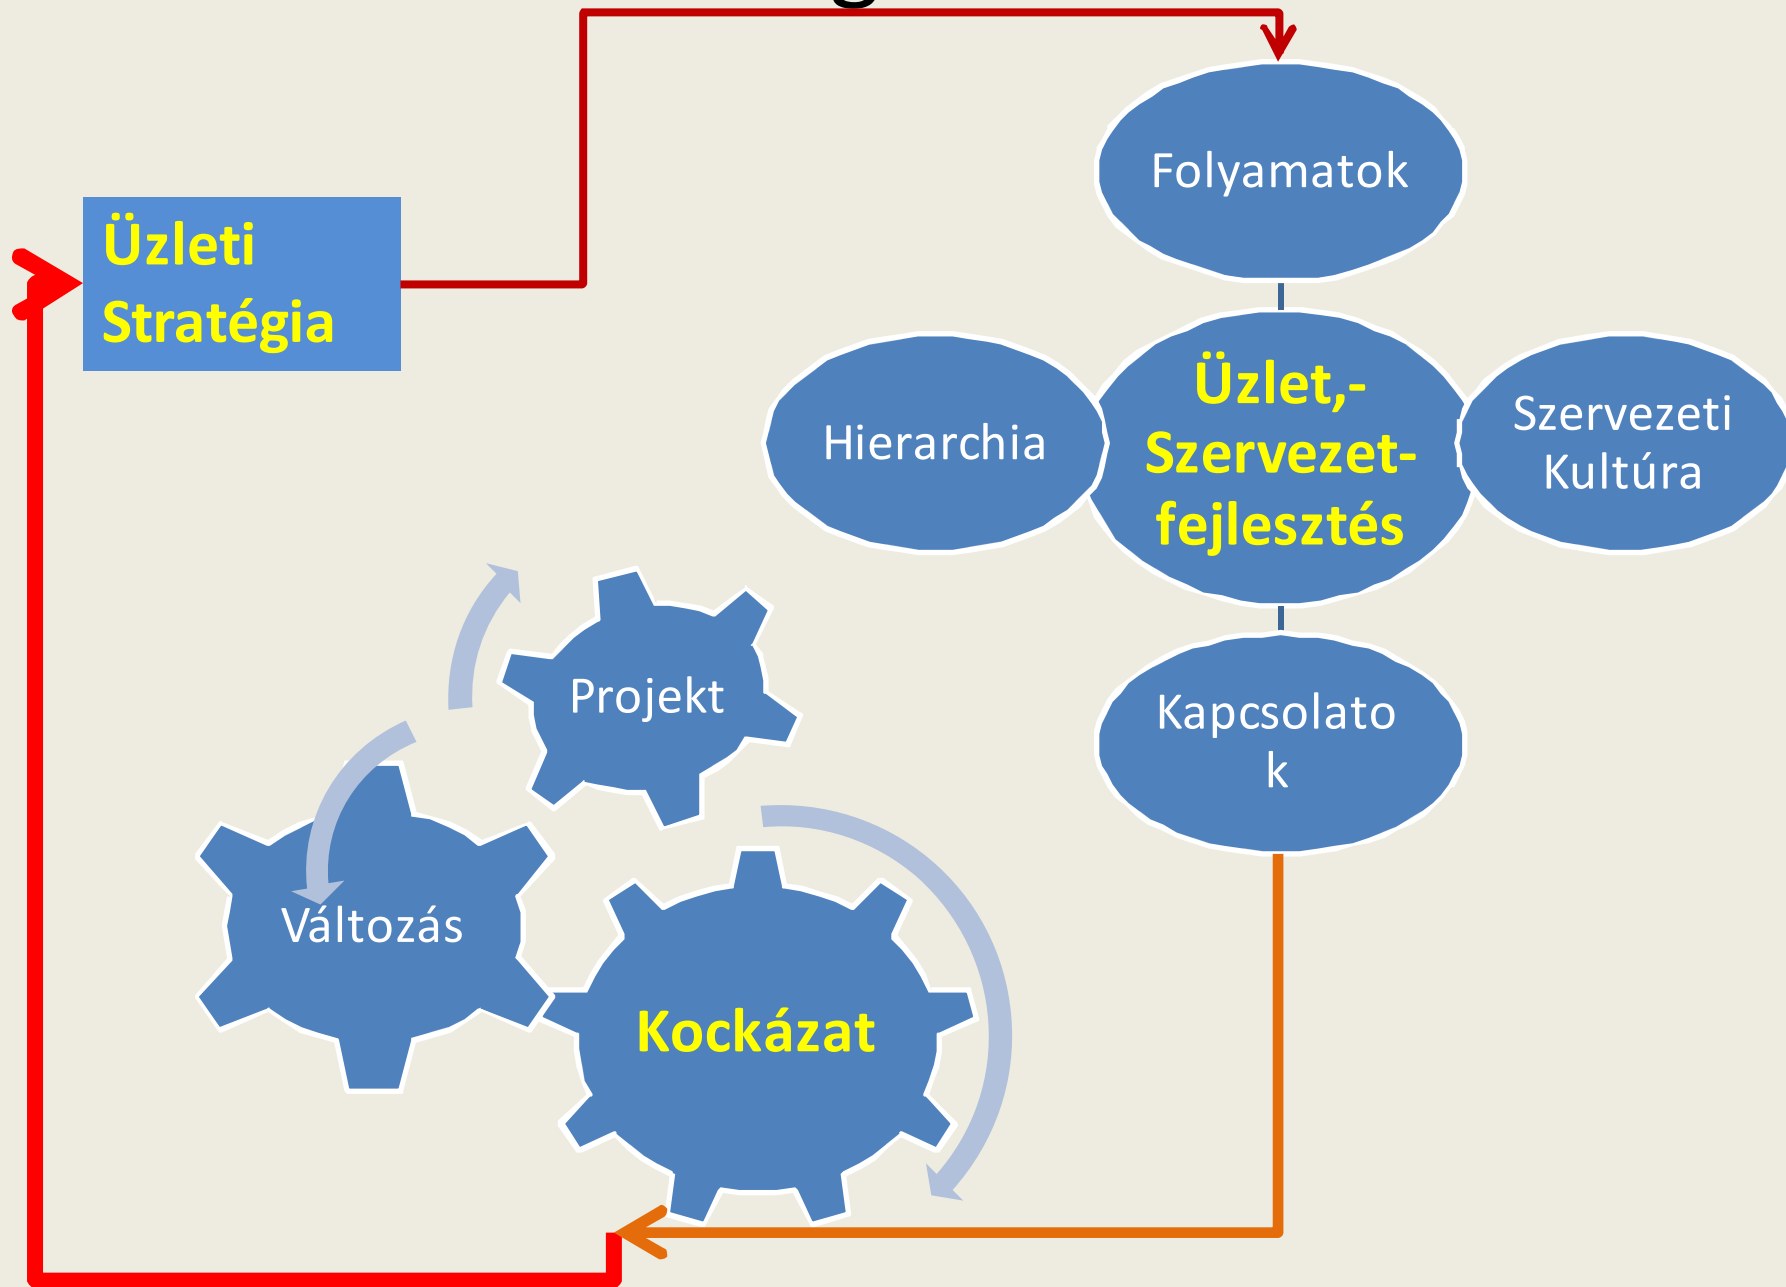 Üzleti
Stratégia
Folyamatok
Hierarchia
Üzlet,-
Szervezet-
fejlesztés
Szervezeti
Kultúra
Kapcsolato
k
Projekt
Változás
Kockázat